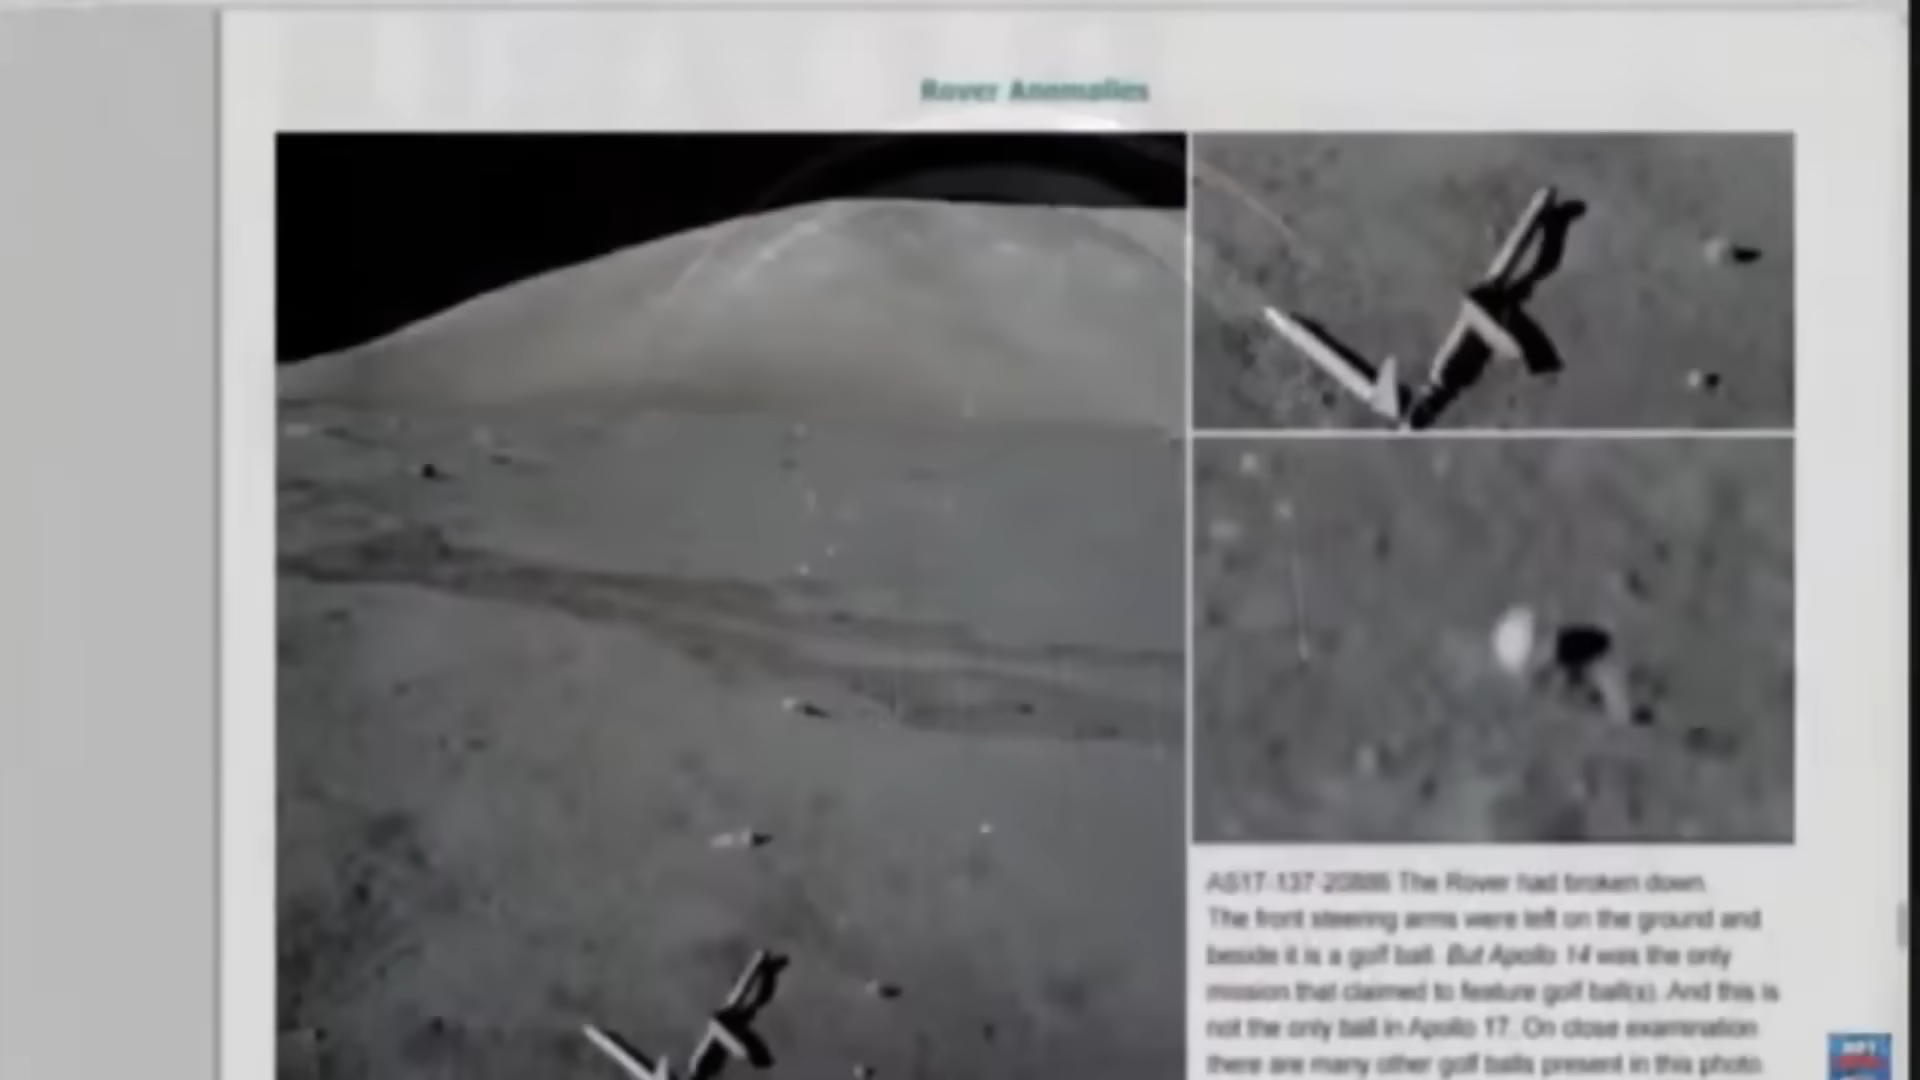 Rover Anomalies
AS17-137-20886 The Rover had broken down.
The front steering arms were left on the ground and
beside it is a golf ball. But Apollo 14 was the only
mission that claimed to feature golf ball(s). And this is
not the only ball in Apollo 17. On close examination
there are many other golf balls present in this photo.